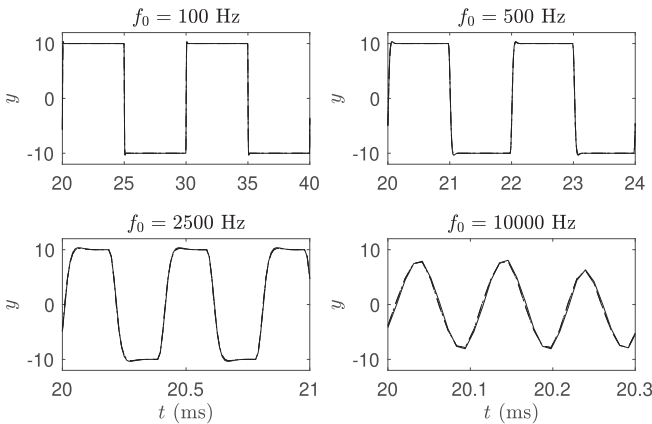 f₀ = 100 Hz
y
10
0
-10
20 25 30 35 40
f₀ = 500 Hz
y
10
0
-10
20 21 22 23 24
f₀ = 2500 Hz
y
10
0
-10
20 20.5 21
t (ms)
f₀ = 10000 Hz
y
10
0
-10
20 20.1 20.2 20.3
t (ms)